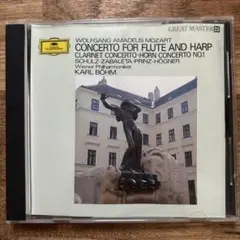 WOLFGANG AMADEUS MOZART
GREAT MASTER
CONCERTO FOR FLUTE AND HARP
CLARINET CONCERTO·HORN CONCERTO NO.1
SCHULZ·ZABALETA·PRINZ·HÖGNER
Wiener Philharmoniker
KARL BÖHM